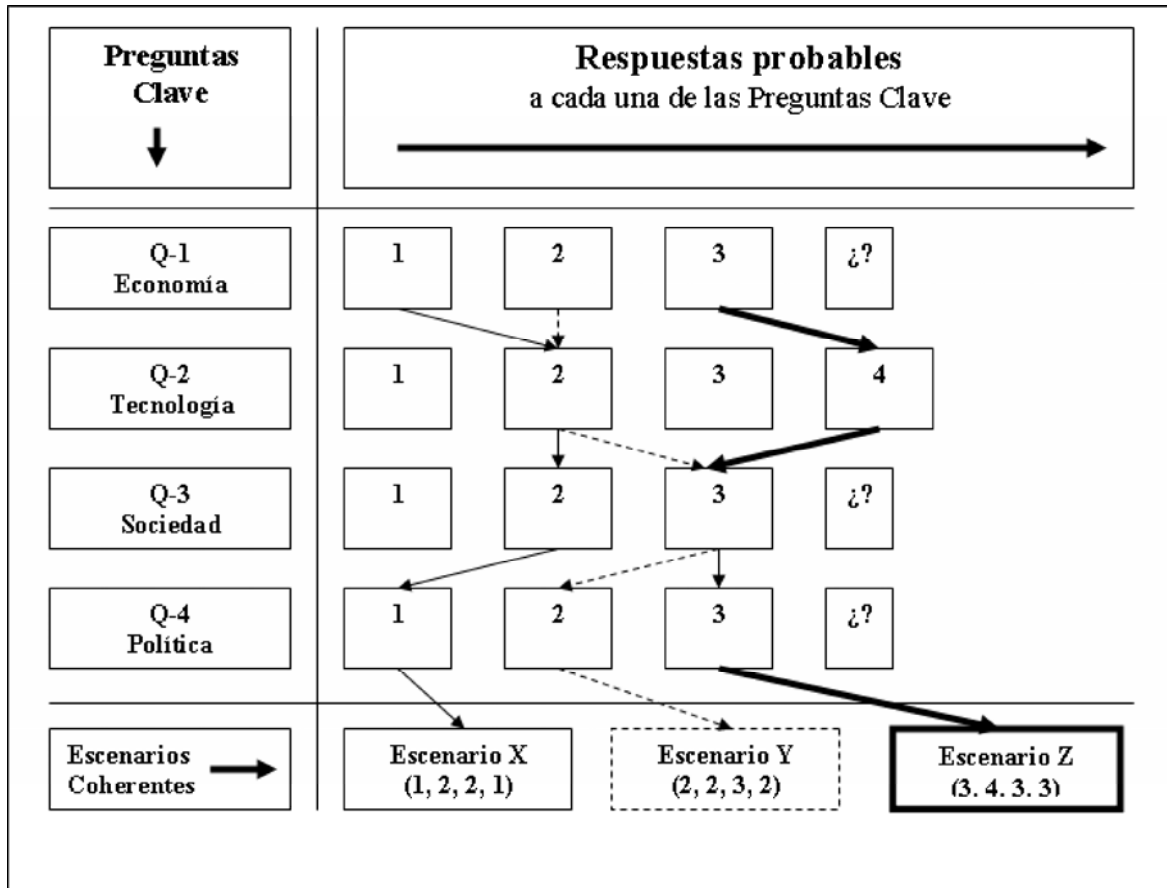 Preguntas
Clave
Respuestas probables
a cada una de las Preguntas Clave
Q-1
Economía
1
2
3
¿?
Q-2
Tecnología
1
2
3
4
Q-3
Sociedad
1
2
3
¿?
Q-4
Política
1
2
3
¿?
Escenarios
Coherentes
Escenario X
(1, 2, 2, 1)
Escenario Y
(2, 2, 3, 2)
Escenario Z
(3, 4, 3, 3)